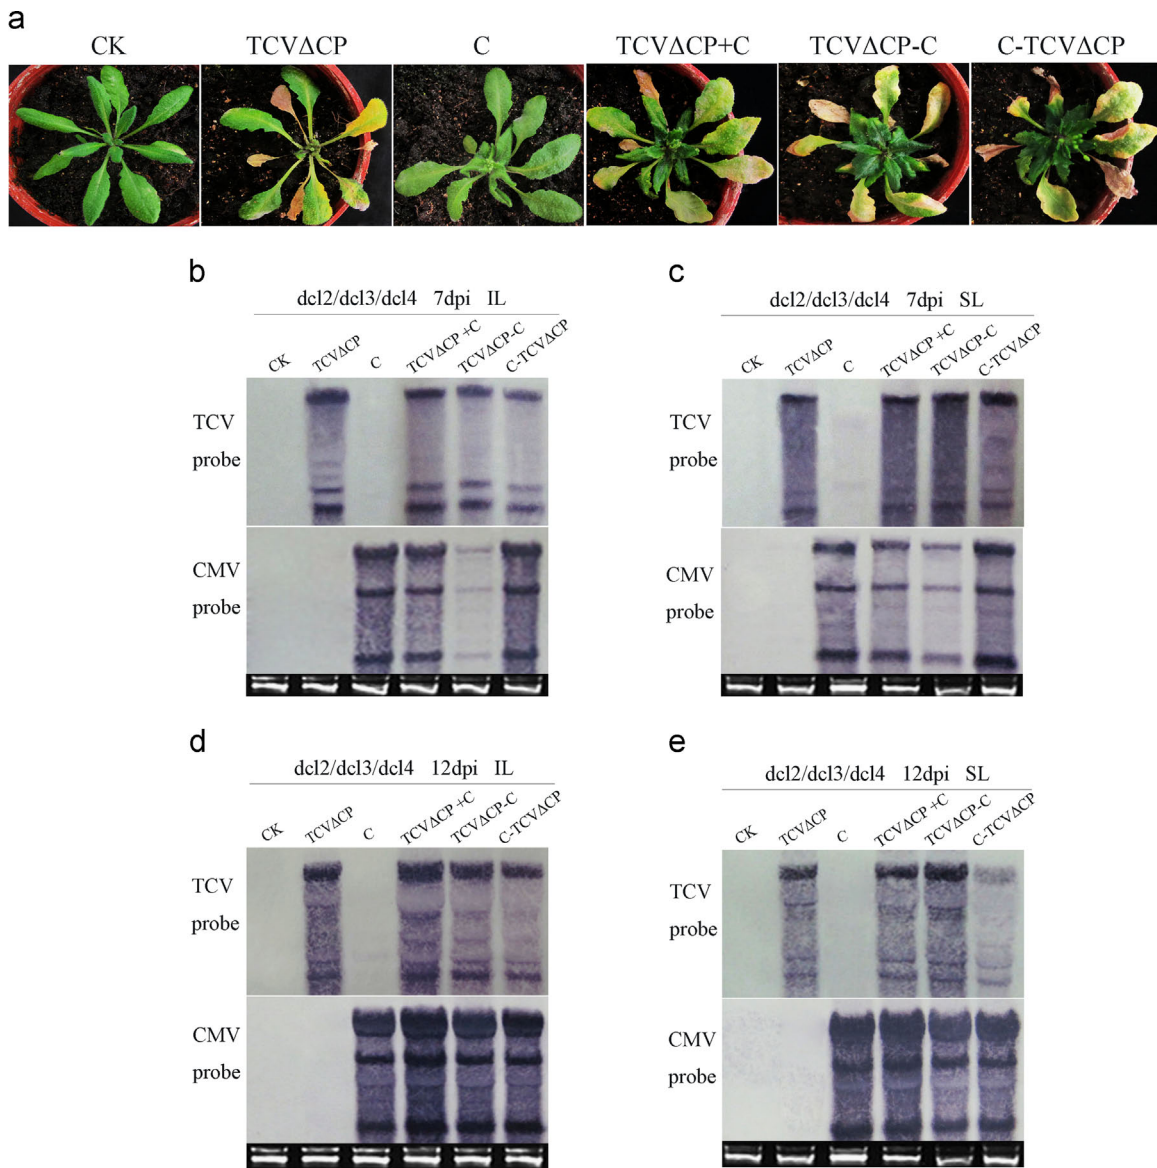 a
CK TCVΔCP C TCVΔCP+C TCVΔCP-C C-TCVΔCP
b
dcl2/dcl3/dcl4 7dpi IL
CK TCVΔCP C TCVΔCP+C TCVΔCP-C C-TCVΔCP
TCV
probe
CMV
probe
c
dcl2/dcl3/dcl4 7dpi SL
CK TCVΔCP C TCVΔCP+C TCVΔCP-C C-TCVΔCP
TCV
probe
CMV
probe
d
dcl2/dcl3/dcl4 12dpi IL
CK TCVΔCP C TCVΔCP+C TCVΔCP-C C-TCVΔCP
TCV
probe
CMV
probe
e
dcl2/dcl3/dcl4 12dpi SL
CK TCVΔCP C TCVΔCP+C TCVΔCP-C C-TCVΔCP
TCV
probe
CMV
probe